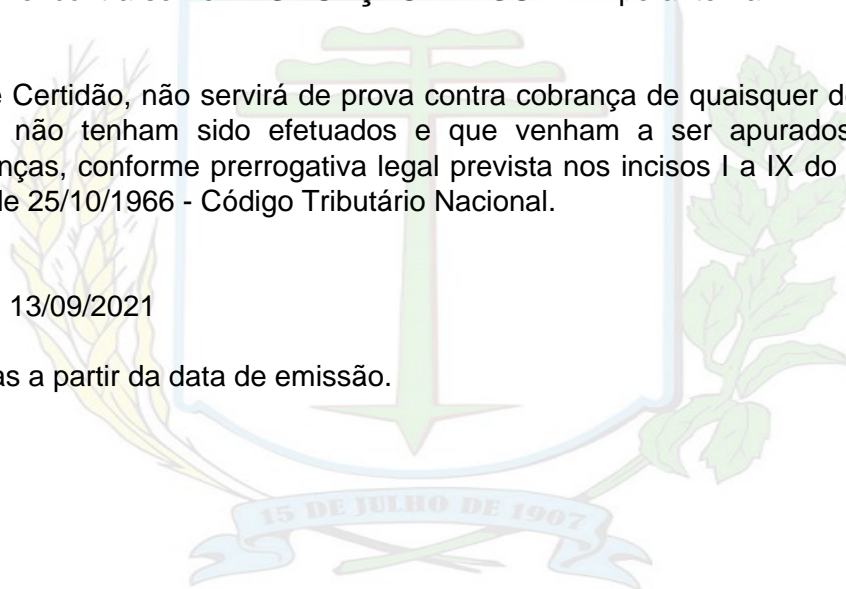 e Certidão, não servirá de prova contra cobrança de quaisquer d
não tenham sido efetuados e que venham a ser apurados
nças, conforme prerrogativa legal prevista nos incisos I a IX do
de 25/10/1966 - Código Tributário Nacional.
13/09/2021
as a partir da data de emissão.
15 DE JULHO DE 1907